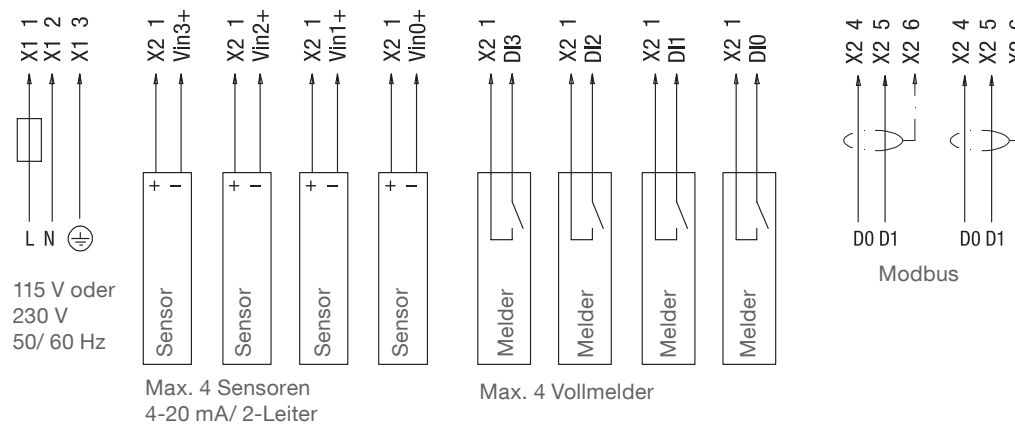 X1 1
X1 2
X1 3
X2 1
Vin3+
X2 1
Vin2+
X2 1
Vin1+
X2 1
Vin0+
X2 1
DI3
X2 1
DI2
X2 1
DI1
X2 1
DI0
X2 4
X2 5
X2 6
X2 4
X2 5
+ −
+ −
+ −
+ −
L N
D0 D1
D0 D1
Sensor
Sensor
Sensor
Sensor
Melder
Melder
Melder
Melder
115 V oder
230 V
50/ 60 Hz
Modbus
Max. 4 Sensoren
4-20 mA/ 2-Leiter
Max. 4 Vollmelder